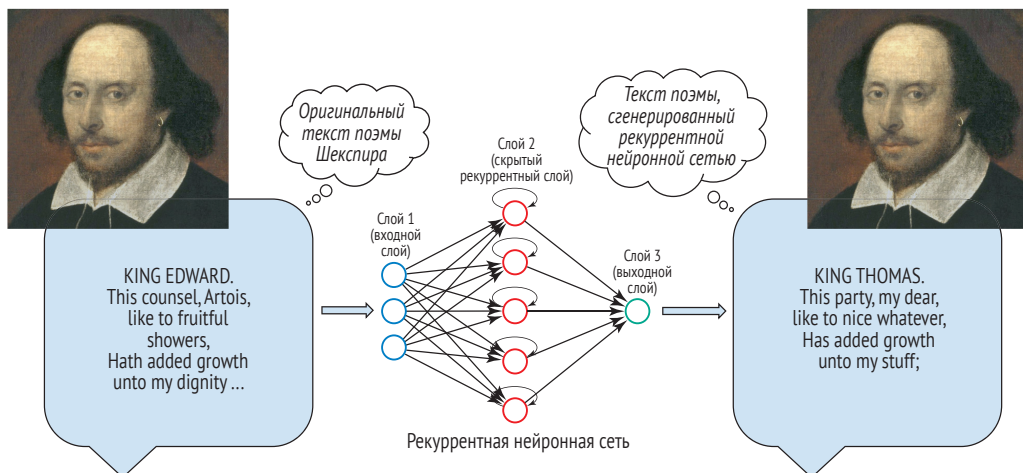 Оригинальный
текст поэмы
Шекспира
Текст поэмы,
сгенерированный
рекуррентной
нейронной сетью
Слой 2
(скрытый
рекуррентный слой)
Слой 1
(входной
слой)
Слой 3
(выходной
слой)
KING EDWARD.
This counsel, Artois,
like to fruitful
showers,
Hath added growth
unto my dignity ...
KING THOMAS.
This party, my dear,
like to nice whatever,
Has added growth
unto my stuff;
Рекуррентная нейронная сеть